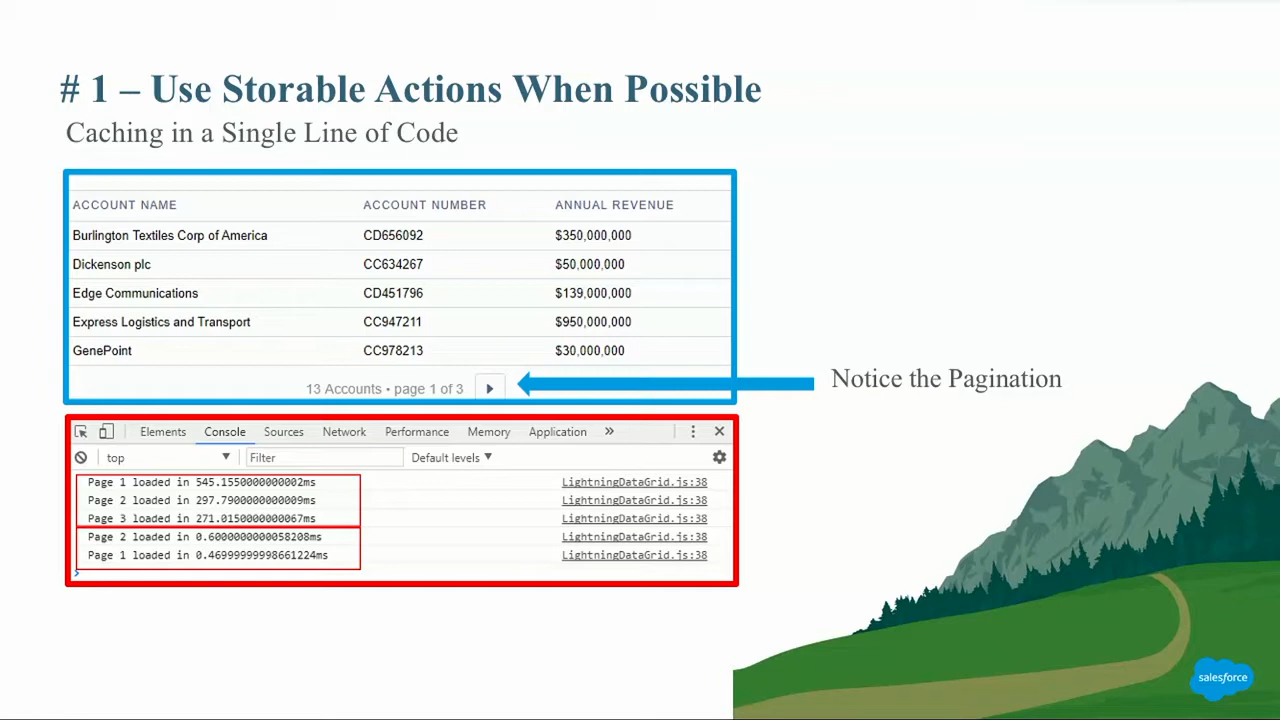 # 1 – Use Storable Actions When Possible
Caching in a Single Line of Code
ACCOUNT NAME ACCOUNT NUMBER ANNUAL REVENUE
Burlington Textiles Corp of America CD656092 $350,000,000
Dickenson plc CC634267 $50,000,000
Edge Communications CD451796 $139,000,000
Express Logistics and Transport CC947211 $950,000,000
GenePoint CC978213 $30,000,000
13 Accounts • page 1 of 3
Notice the Pagination
Elements Console Sources Network Performance Memory Application »
top Filter Default levels
Page 1 loaded in 545.1550000000002ms LightningDataGrid.js:38
Page 2 loaded in 297.7900000000009ms LightningDataGrid.js:38
Page 3 loaded in 271.0150000000067ms LightningDataGrid.js:38
Page 2 loaded in 0.6000000000058208ms LightningDataGrid.js:38
Page 1 loaded in 0.46999999998661224ms LightningDataGrid.js:38
salesforce